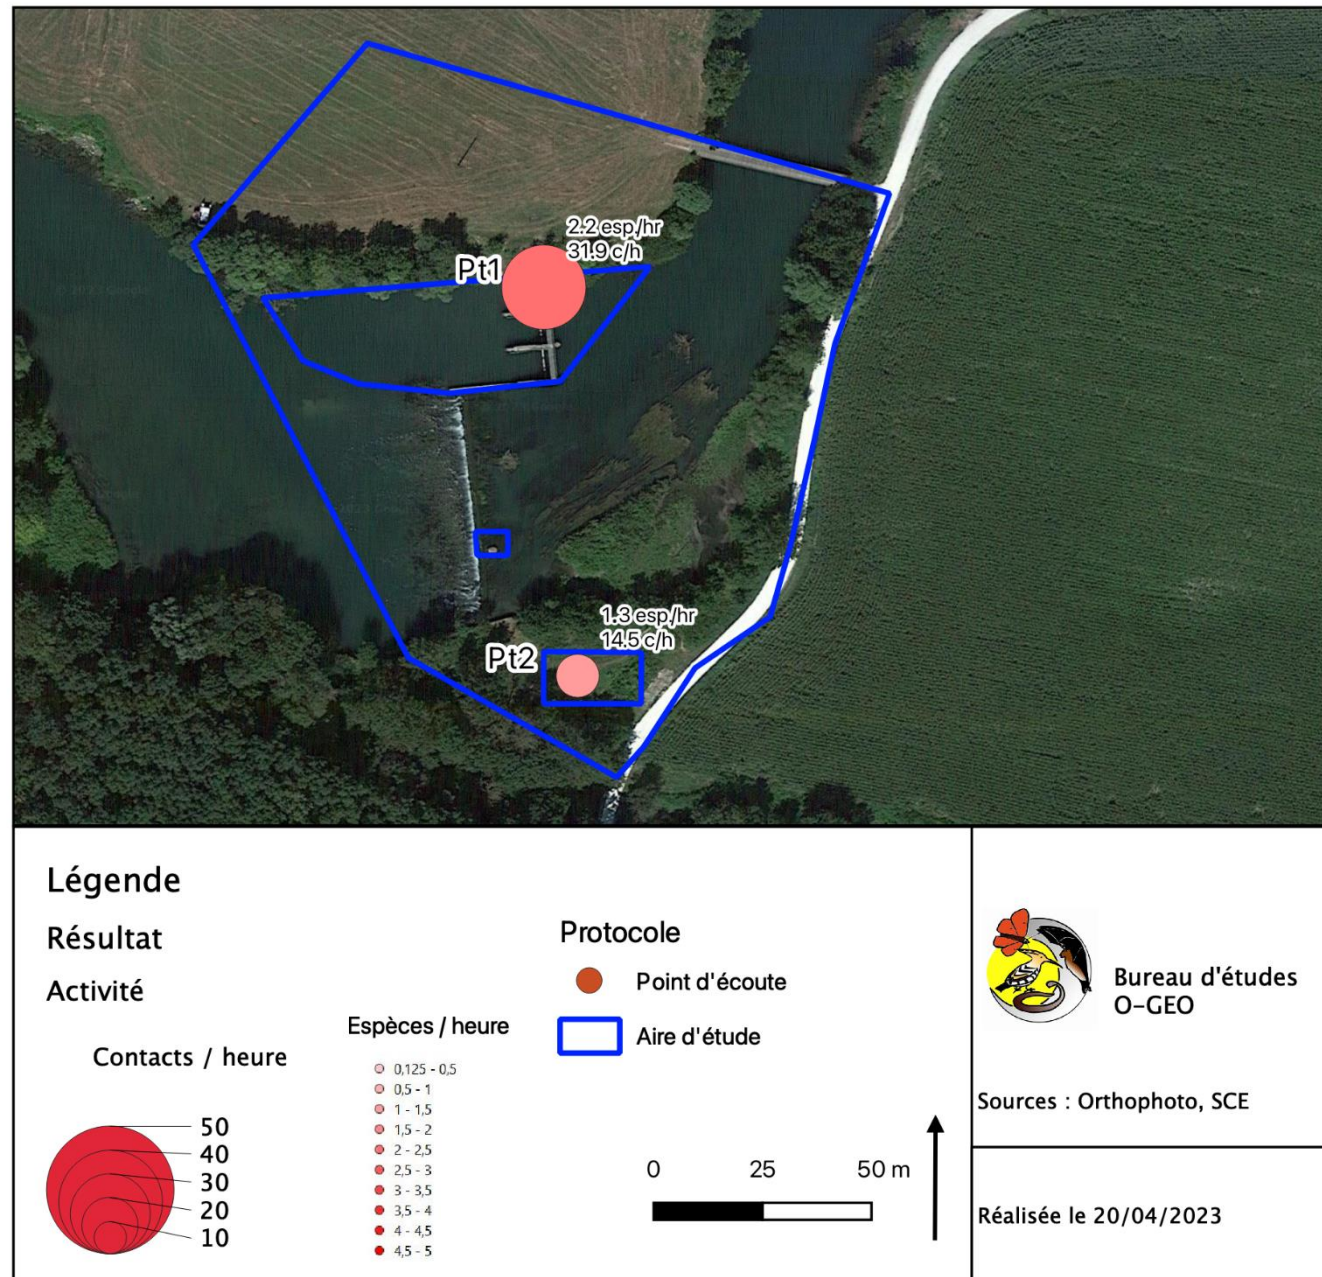 2.2 esp./hr
31.9 c/h
Pt1
1.3 esp./hr
14.5 c/h
Pt2
Légende
Résultat
Activité
Contacts / heure
50
40
30
20
10
Espèces / heure
0,125 - 0,5
0,5 - 1
1 - 1,5
1,5 - 2
2 - 2,5
2,5 - 3
3 - 3,5
3,5 - 4
4 - 4,5
4,5 - 5
Protocole
Point d'écoute
Aire d'étude
0 25 50 m
Bureau d'études
O-GEO
Sources : Orthophoto, SCE
Réalisée le 20/04/2023